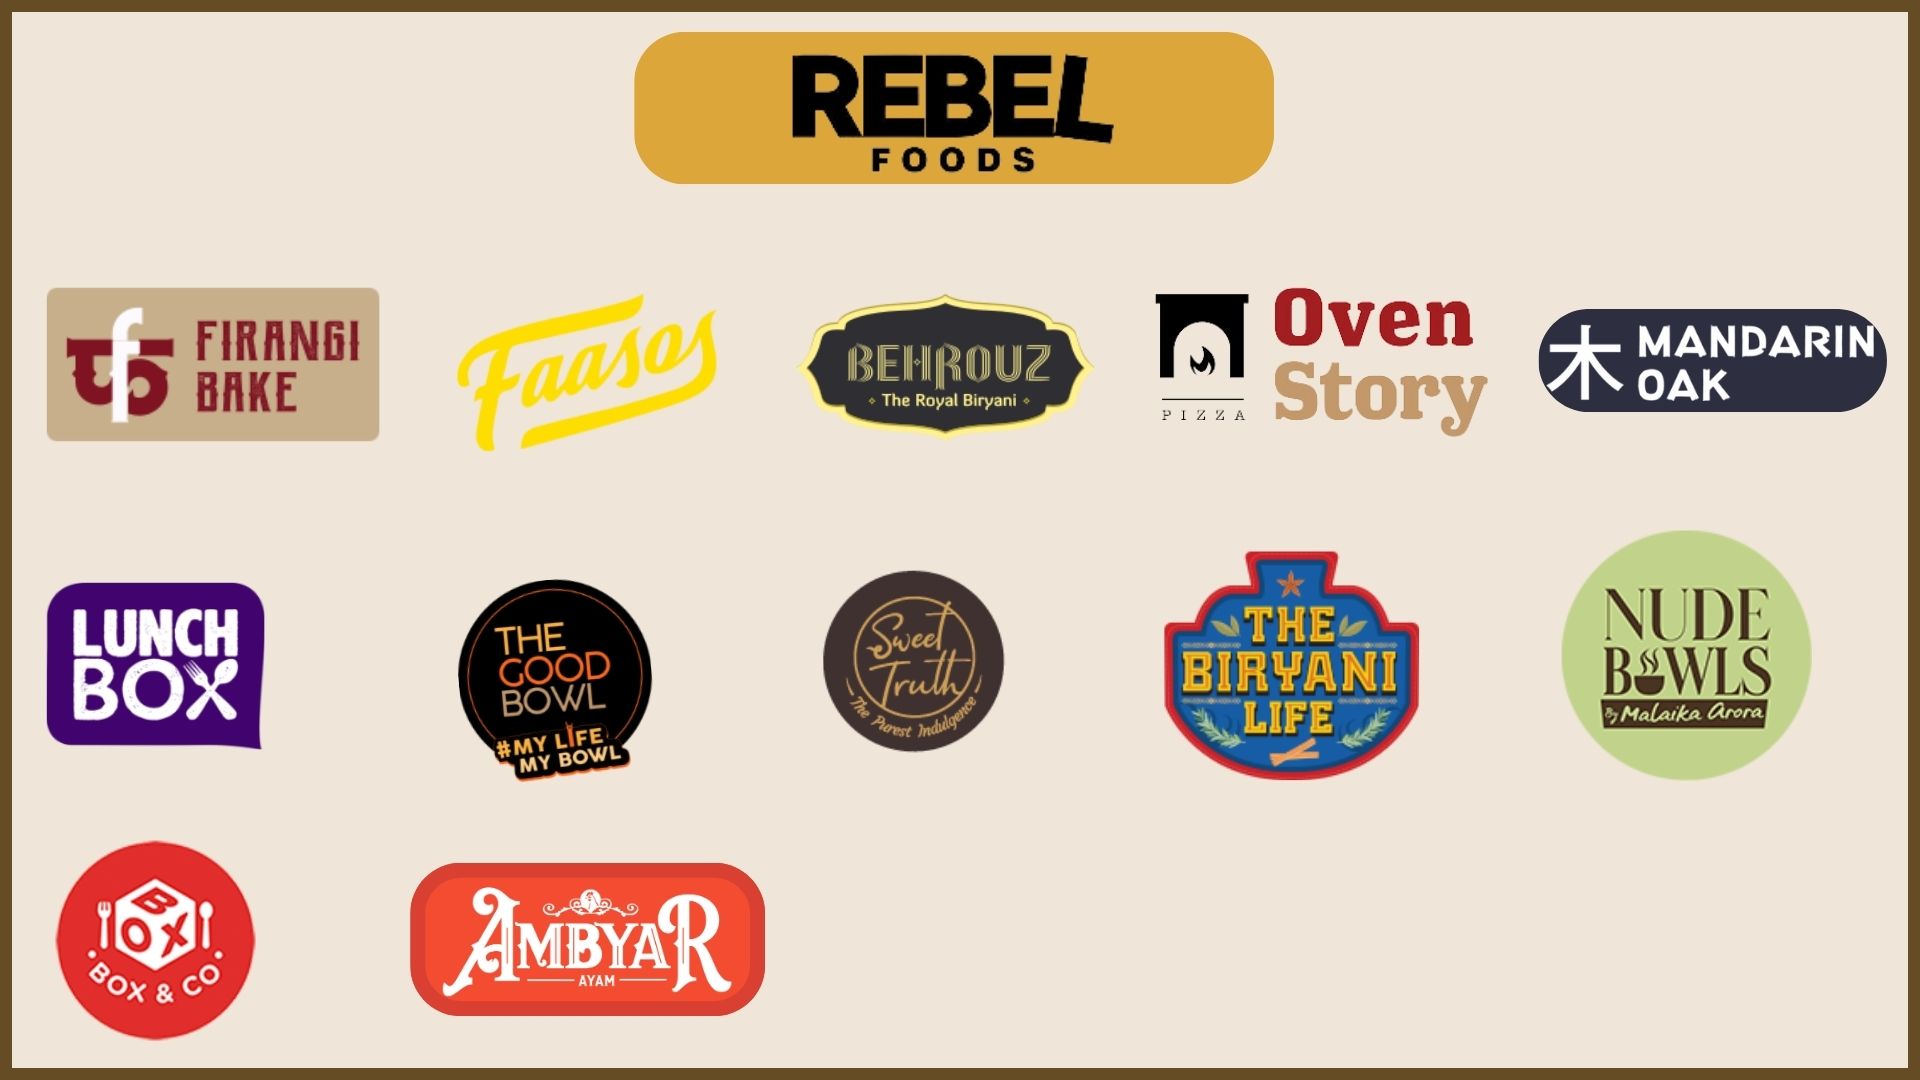 REBEL
FOODS
f
FIRANGI
BAKE
Faasos
BEHROUZ
The Royal Biryani
PIZZA
Oven
Story
木
MANDARIN
OAK
LUNCH
BOX
THE
GOOD
BOWL
#MY LIFE
MY BOWL
Sweet
Truth
The Purest Indulgence
THE
BIRYANI
LIFE
NUDE
BOWLS
By Malaika Arora
BOX
BOX & CO
AMBYAR
AYAM